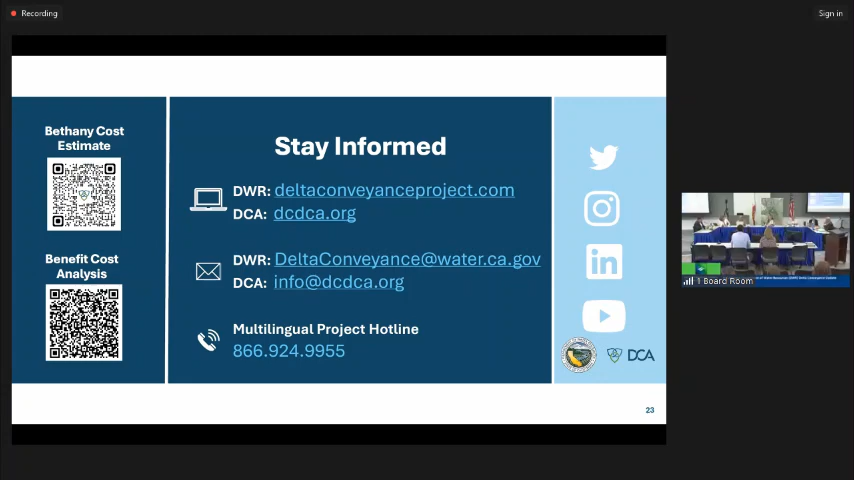 Recording
Sign in
Bethany Cost
Estimate
Benefit Cost
Analysis
Stay Informed
DWR: deltaconveyanceproject.com
DCA: dcdca.org
DWR: DeltaConveyance@water.ca.gov
DCA: info@dcdca.org
Multilingual Project Hotline
866.924.9955
DCA
23
1 Board Room